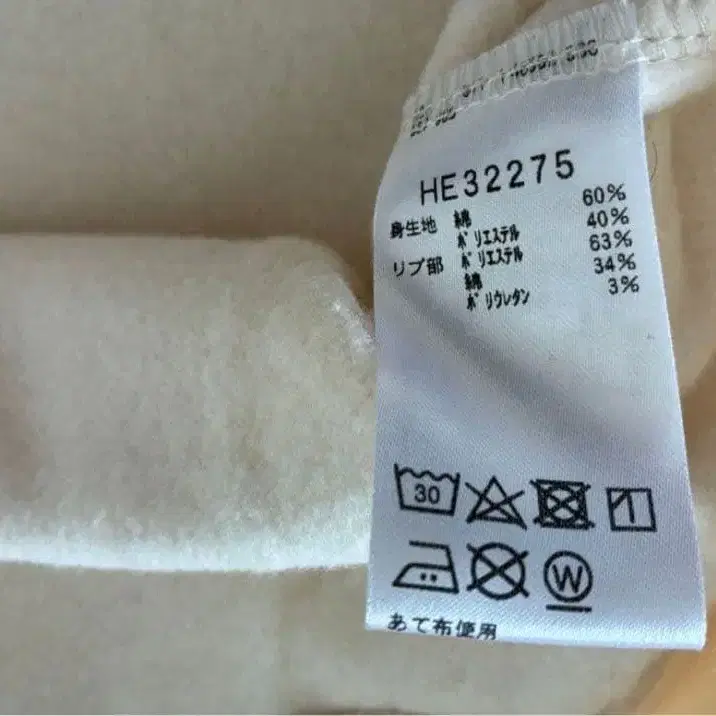 HE32275
身生地 綿 60%
ポリエステル 40%
リブ部 ポリエステル 63%
綿 34%
ポリウレタン 3%
30
W
あて布使用